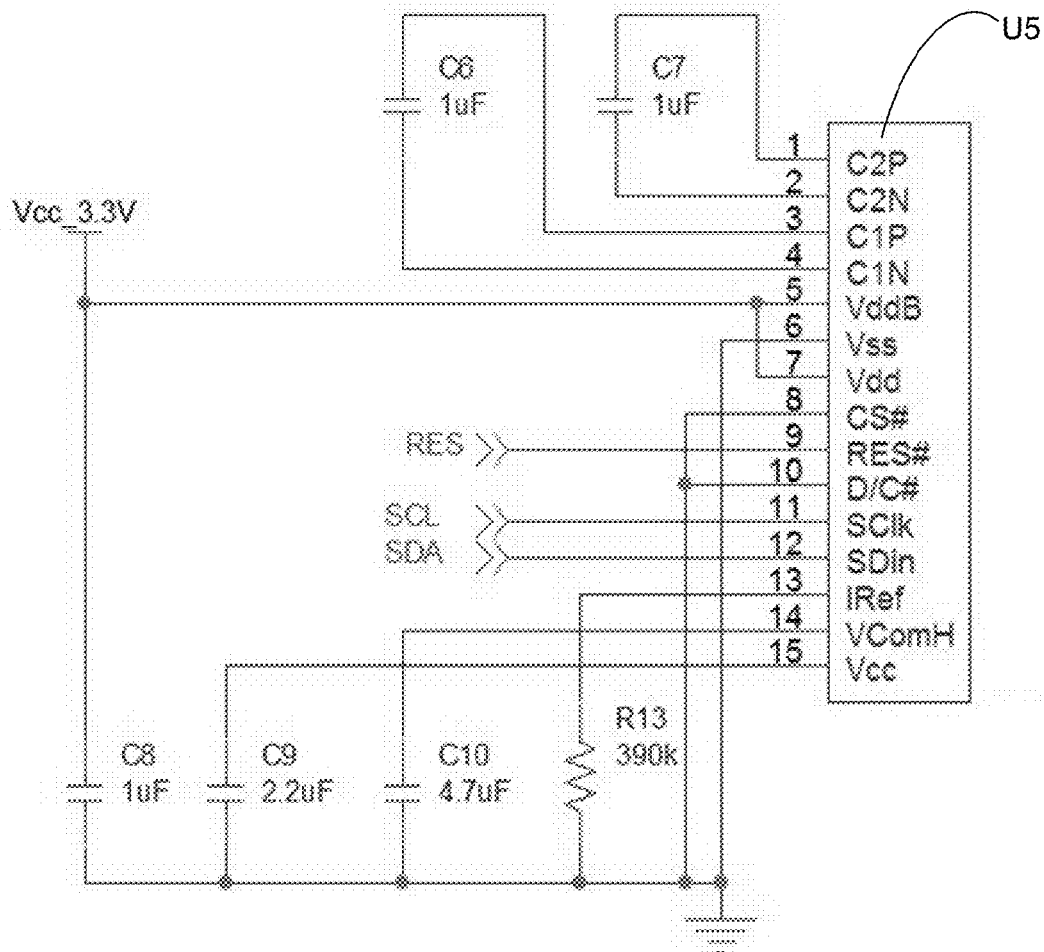 U5
C6
1uF
C7
1uF
1
C2P
2
C2N
3
C1P
4
C1N
Vcc_3.3V
5
VddB
6
Vss
7
Vdd
8
CS#
RES
9
RES#
10
D/C#
SCL
11
SClk
SDA
12
SDin
13
IRef
14
VComH
15
Vcc
C8
1uF
C9
2.2uF
C10
4.7uF
R13
390k